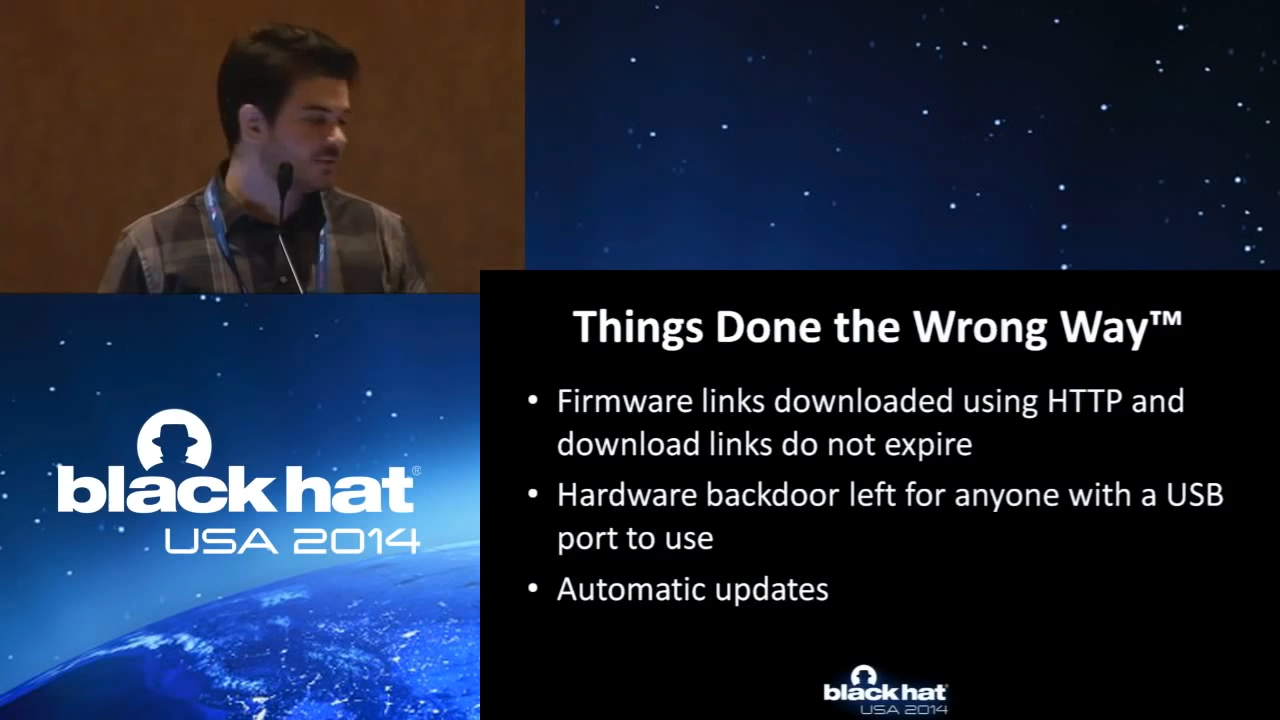 Things Done the Wrong Way™
• Firmware links downloaded using HTTP and
download links do not expire
• Hardware backdoor left for anyone with a USB
port to use
• Automatic updates
black hat®
USA 2014
black hat
USA 2014